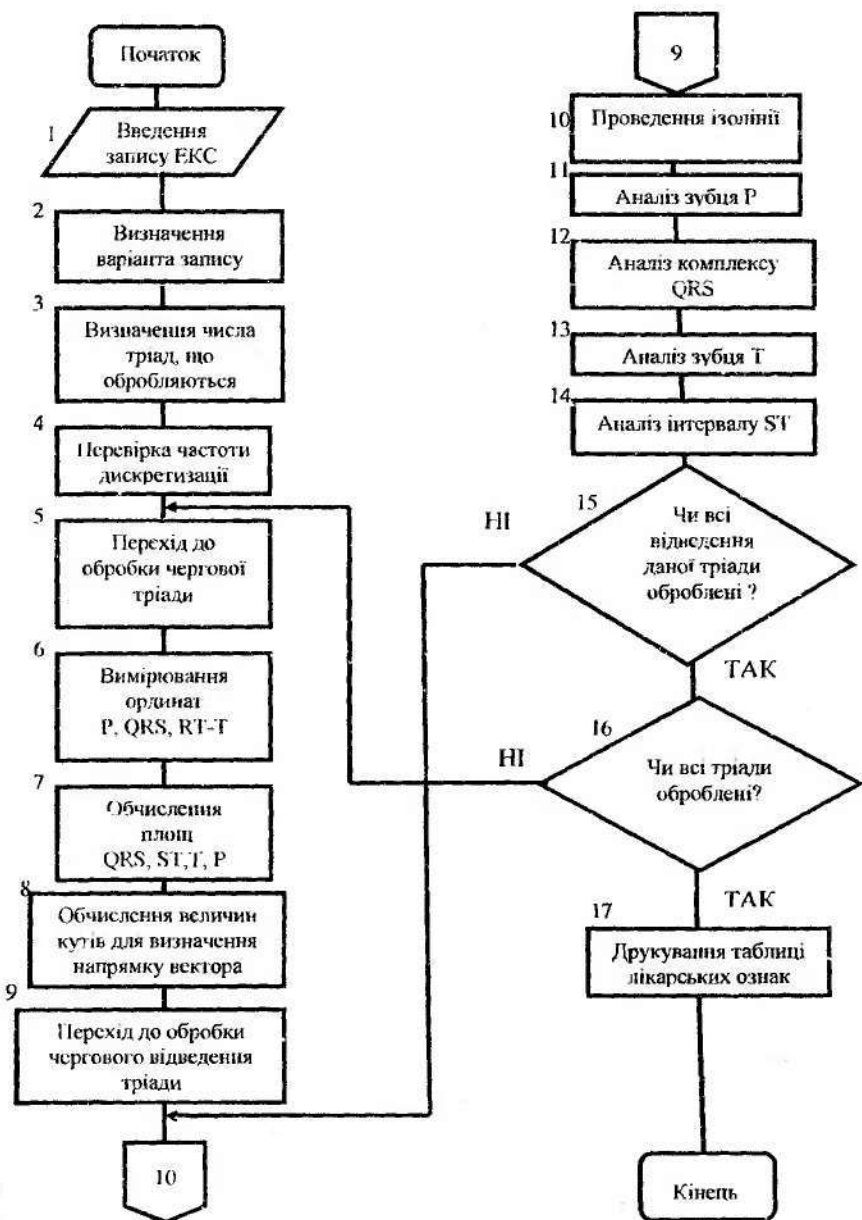 Початок
1
Введення
запису ЕКС
2
Визначення
варіанта запису
3
Визначення числа
тріад, що
обробляються
4
Перевірка частоти
дискретизації
5
Перехід до
обробки чергової
тріади
6
Вимірювання
ординат
P, QRS, RT-T
7
Обчислення
площ
QRS, ST,T, P
8
Обчислення величин
кутів для визначення
напрямку вектора
9
Перехід до обробки
чергового відведення
тріади
10
9
10
Проведення ізолінії
11
Аналіз зубця P
12
Аналіз комплексу
QRS
13
Аналіз зубця T
14
Аналіз інтервалу ST
15
НІ
Чи всі
відведення
даної тріади
оброблені ?
ТАК
16
НІ
Чи всі тріади
оброблені?
ТАК
17
Друкування таблиці
лікарських ознак
Кінець